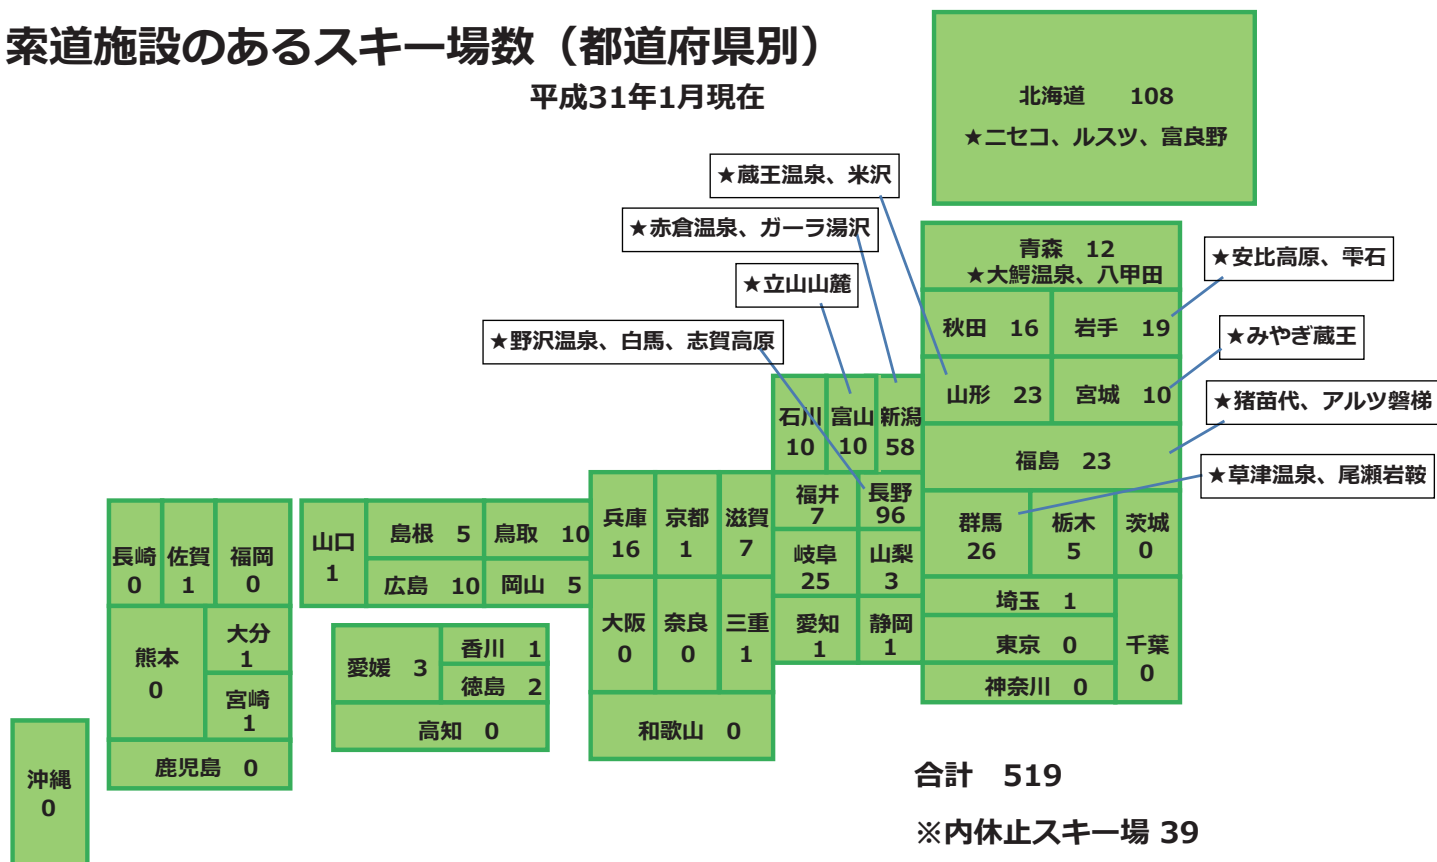 索道施設のあるスキー場数（都道府県別）
平成31年1月現在
北海道　108
★ニセコ、ルスツ、富良野
★蔵王温泉、米沢
★赤倉温泉、ガーラ湯沢
★立山山麓
★野沢温泉、白馬、志賀高原
青森　12
★大鰐温泉、八甲田
★安比高原、雫石
秋田　16
岩手　19
★みやぎ蔵王
山形　23
宮城　10
★猪苗代、アルツ磐梯
福島　23
★草津温泉、尾瀬岩鞍
石川
10
富山
10
新潟
58
福井
7
長野
96
群馬
26
栃木
5
茨城
0
岐阜
25
山梨
3
埼玉　1
愛知
1
静岡
1
東京　0
千葉
0
神奈川　0
兵庫
16
京都
1
滋賀
7
大阪
0
奈良
0
三重
1
和歌山　0
山口
1
島根　5
鳥取　10
広島　10
岡山　5
愛媛　3
香川　1
徳島　2
高知　0
長崎
0
佐賀
1
福岡
0
熊本
0
大分
1
宮崎
1
鹿児島　0
沖縄
0
合計　519
※内休止スキー場 39